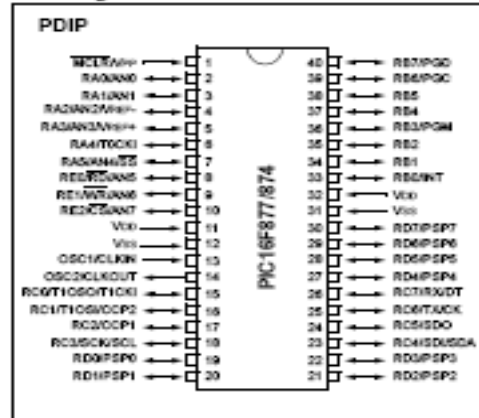 PDIP
MCLR/VPP 1
RA0/AN0 2
RA1/AN1 3
RA2/AN2/VREF- 4
RA3/AN3/VREF+ 5
RA4/T0CKI 6
RA5/AN4/SS 7
RE0/RD/AN5 8
RE1/WR/AN6 9
RE2/CS/AN7 10
VDD 11
VSS 12
OSC1/CLKIN 13
OSC2/CLKOUT 14
RC0/T1OSO/T1CKI 15
RC1/T1OSI/CCP2 16
RC2/CCP1 17
RC3/SCK/SCL 18
RD0/PSP0 19
RD1/PSP1 20
PIC16F877/874
40 RB7/PGD
39 RB6/PGC
38 RB5
37 RB4
36 RB3/PGM
35 RB2
34 RB1
33 RB0/INT
32 VDD
31 VSS
30 RD7/PSP7
29 RD6/PSP6
28 RD5/PSP5
27 RD4/PSP4
26 RC7/RX/DT
25 RC6/TX/CK
24 RC5/SDO
23 RC4/SDI/SDA
22 RD3/PSP3
21 RD2/PSP2